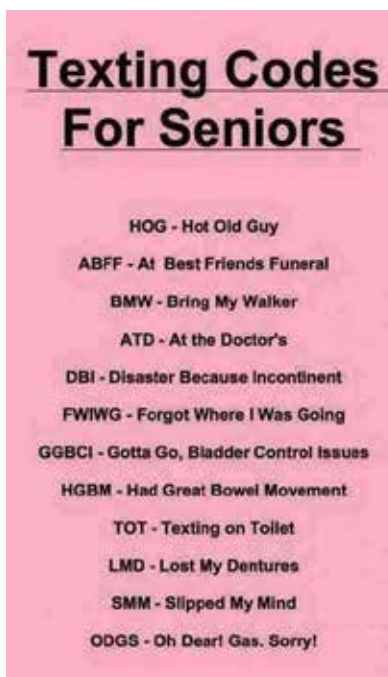 Texting Codes
For Seniors
HOG - Hot Old Guy
ABFF - At Best Friends Funeral
BMW - Bring My Walker
ATD - At the Doctor's
DBI - Disaster Because Incontinent
FWIWG - Forgot Where I Was Going
GGBCI - Gotta Go, Bladder Control Issues
HGBM - Had Great Bowel Movement
TOT - Texting on Toilet
LMD - Lost My Dentures
SMM - Slipped My Mind
ODGS - Oh Dear! Gas. Sorry!